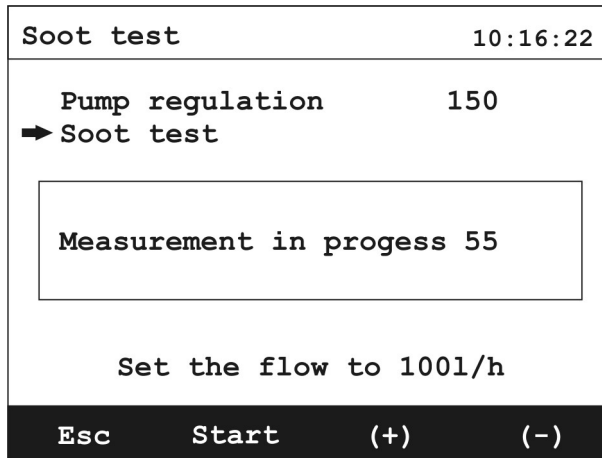 Soot test 10:16:22
Pump regulation 150
Soot test
Measurement in progess 55
Set the flow to 100l/h
Esc Start (+) (-)